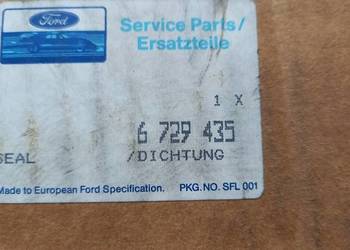 Ford
Service Parts/
Ersatzteile
1 X
6 729 435
SEAL /DICHTUNG
Made to European Ford Specification. PKG. NO. SFL 001